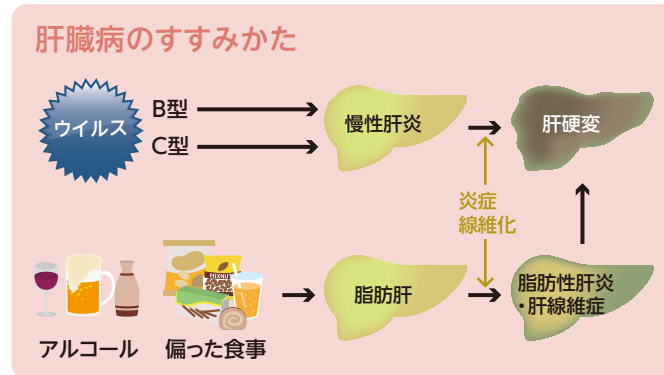 肝臓病のすすみかた
ウイルス
B型
C型
慢性肝炎
肝硬変
炎症
線維化
MIXNUTS
アルコール
偏った食事
脂肪肝
脂肪性肝炎
・肝線維症